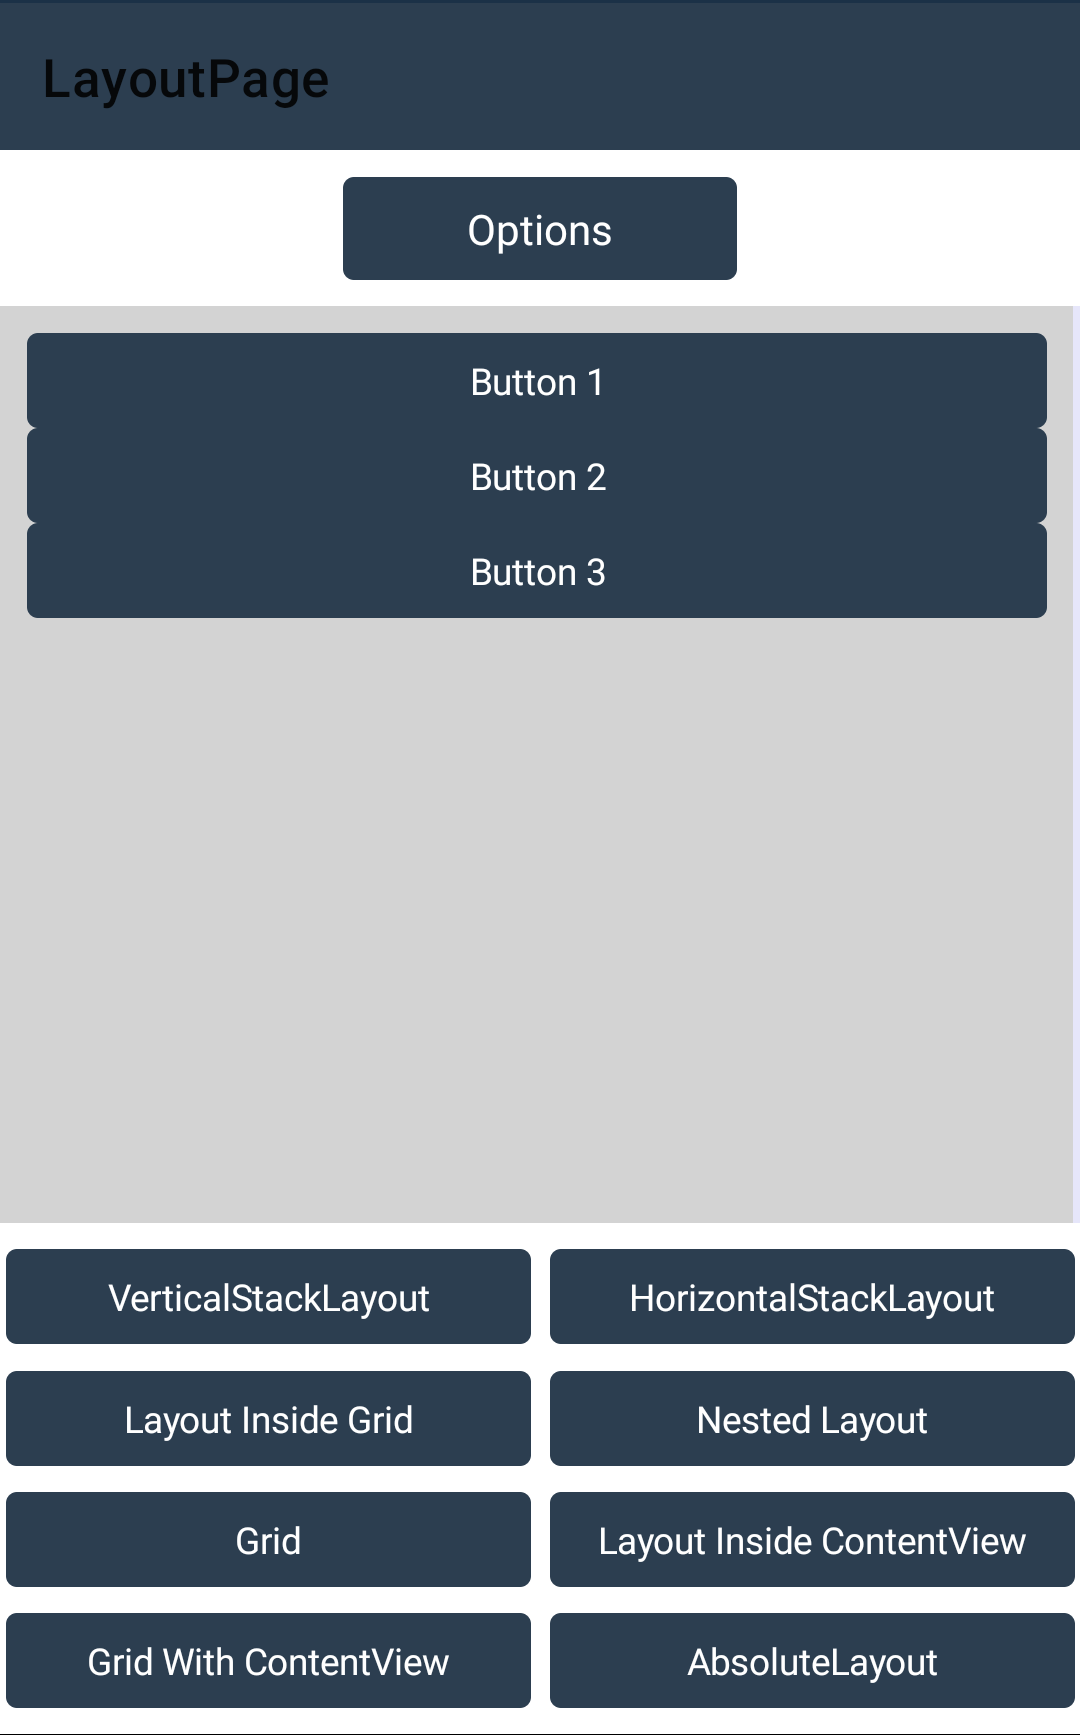 LayoutPage
Options
Button 1
Button 2
Button 3
VerticalStackLayout
HorizontalStackLayout
Layout Inside Grid
Nested Layout
Grid
Layout Inside ContentView
Grid With ContentView
AbsoluteLayout